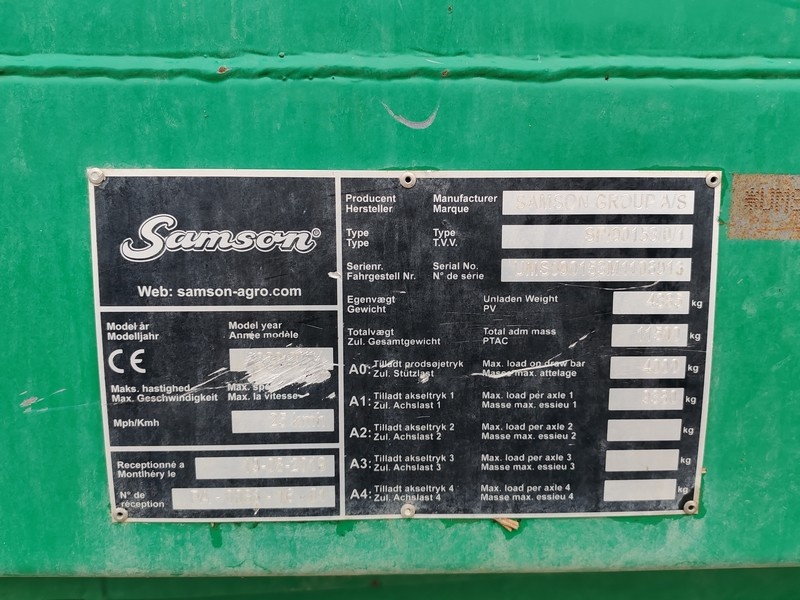 Samson®
Web: samson-agro.com
Model år Model year
Modelljahr Année modèle
CE
Maks. hastighed Max.
Max. Geschwindigkeit Max. la vitesse
Mph/Kmh
Receptionné a
Montlhéry le
N° de
réception
Producent Manufacturer SAMSON GROUP A/S
Hersteller Marque
Type Type
Type T.V.V.
Serienr. Serial No.
Fahrgestell Nr. N° de série
Egenvægt Unladen Weight kg
Gewicht PV
Totalvægt Total adm mass kg
Zul. Gesamtgewicht PTAC
A0: Tilladt prodsøjetryk Max. load on draw bar 4100 kg
Zul. Stützlast Masse max. attelage
A1: Tilladt akseltryk 1 Max. load per axle 1 kg
Zul. Achslast 1 Masse max. essieu 1
A2: Tilladt akseltryk 2 Max. load per axle 2 kg
Zul. Achslast 2 Masse max. essieu 2
A3: Tilladt akseltryk 3 Max. load per axle 3 kg
Zul. Achslast 3 Masse max. essieu 3
A4: Tilladt akseltryk 4 Max. load per axle 4 kg
Zul. Achslast 4 Masse max. essieu 4